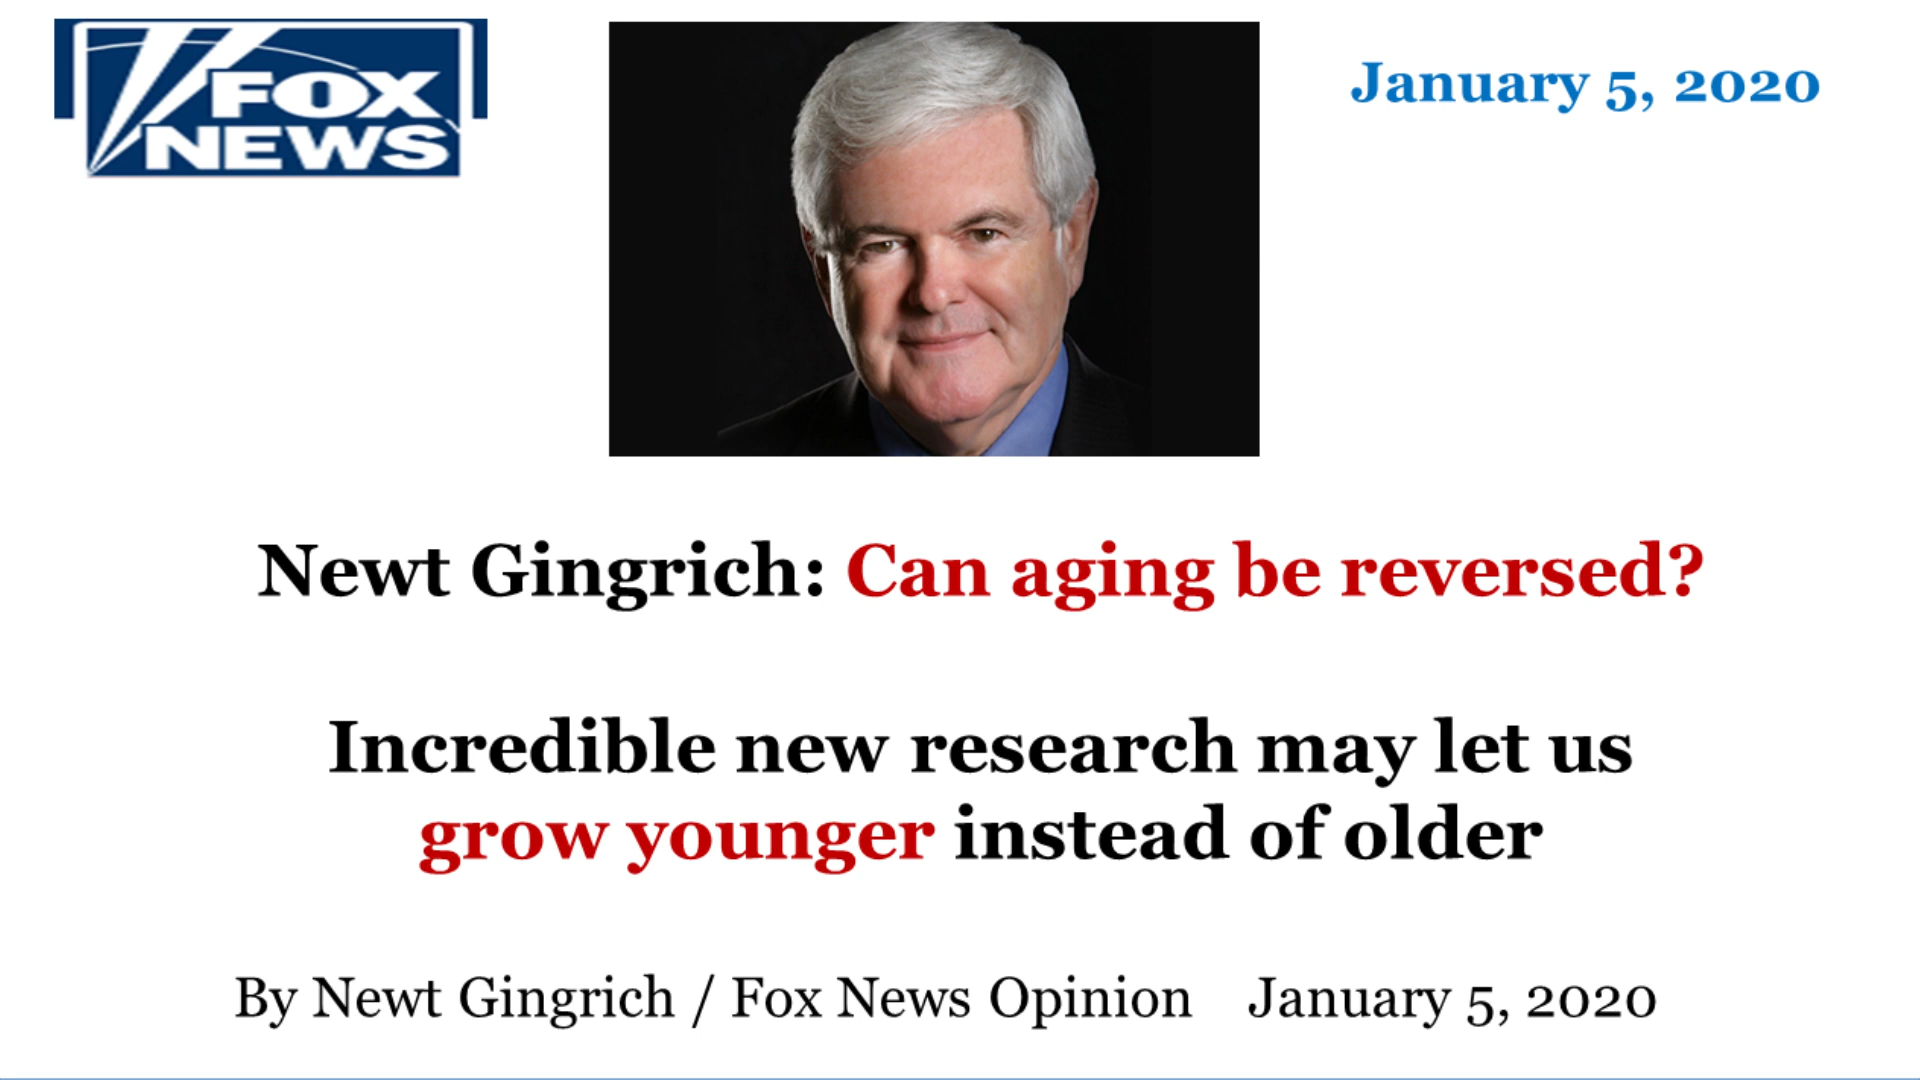 FOX
NEWS
January 5, 2020
Newt Gingrich: Can aging be reversed?
Incredible new research may let us
grow younger instead of older
By Newt Gingrich / Fox News Opinion January 5, 2020